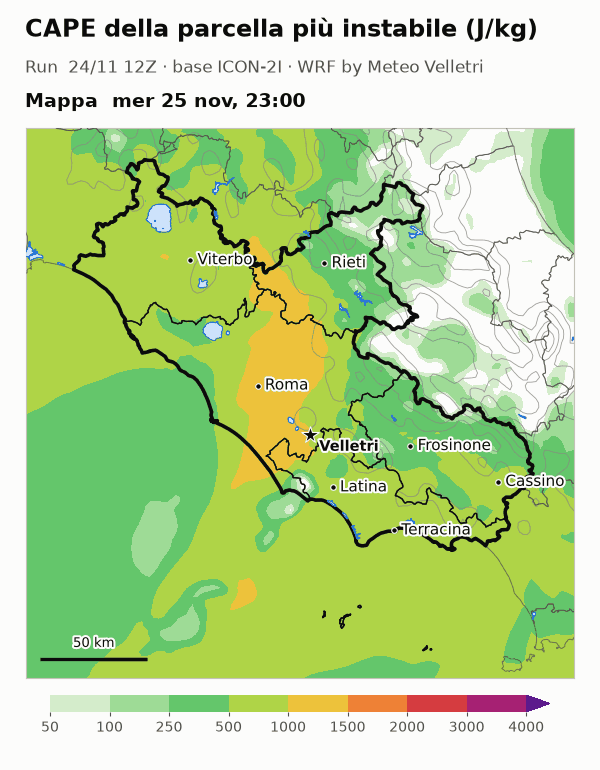 CAPE della parcella più instabile (J/kg)
Run  24/11 12Z · base ICON-2I · WRF by Meteo Velletri
Mappa  mer 25 nov, 23:00
Viterbo
Rieti
Roma
Velletri
Frosinone
Latina
Cassino
Terracina
50 km
50 100 250 500 1000 1500 2000 3000 4000